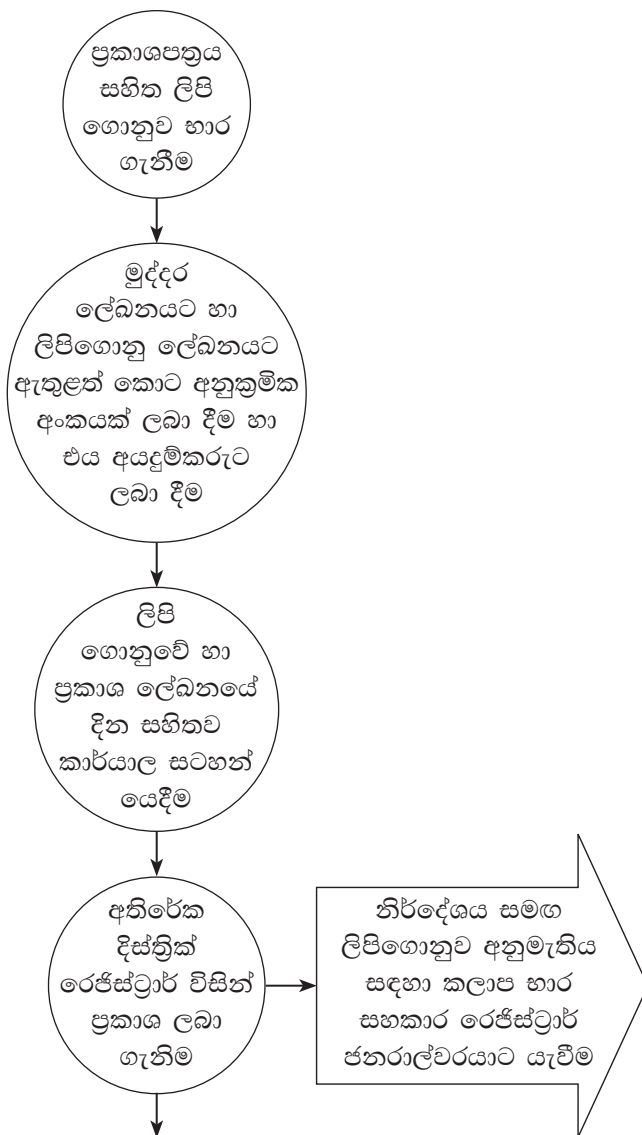 ප්‍රකාශපත්‍රය
සහිත ලිපි
ගොනුව භාර
ගැනීම
මුද්දර
ලේඛනයට හා
ලිපිගොනු ලේඛනයට
ඇතුළත් කොට අනුක්‍රමික
අංකයක් ලබා දීම හා
එය අයදුම්කරුට
ලබා දීම
ලිපි
ගොනුවේ හා
ප්‍රකාශ ලේඛනයේ
දින සහිතව
කාර්යාල සටහන්
යෙදීම
අතිරේක
දිස්ත්‍රික්
රෙජිස්ට්‍රාර් විසින්
ප්‍රකාශ ලබා
ගැනිම
නිර්දේශය සමඟ
ලිපිගොනුව අනුමැතිය
සඳහා කලාප භාර
සහකාර රෙජිස්ට්‍රාර්
ජනරාල්වරයාට යැවීම